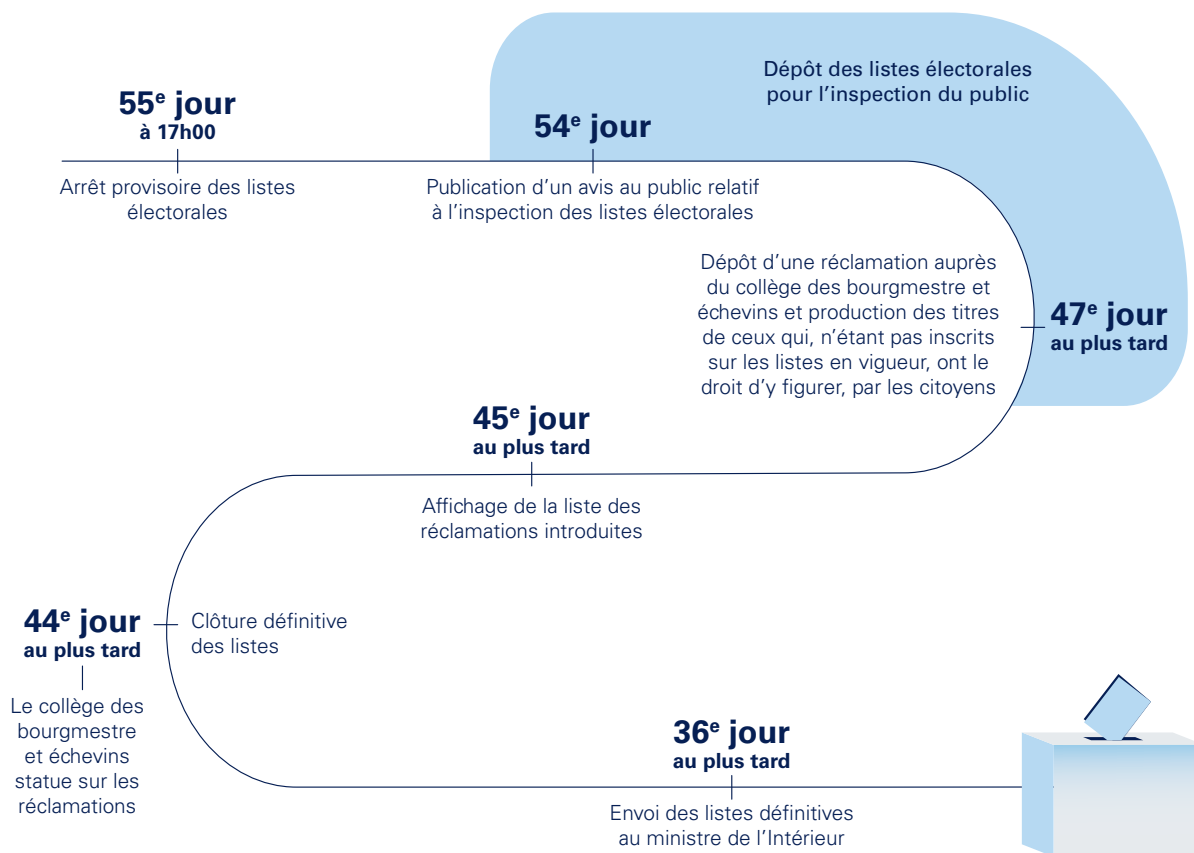 55e jour
à 17h00
Arrêt provisoire des listes
électorales
54e jour
Publication d’un avis au public relatif
à l’inspection des listes électorales
Dépôt des listes électorales
pour l’inspection du public
47e jour
au plus tard
Dépôt d’une réclamation auprès
du collège des bourgmestre et
échevins et production des titres
de ceux qui, n’étant pas inscrits
sur les listes en vigueur, ont le
droit d’y figurer, par les citoyens
45e jour
au plus tard
Affichage de la liste des
réclamations introduites
44e jour
au plus tard
Clôture définitive
des listes
Le collège des
bourgmestre
et échevins
statue sur les
réclamations
36e jour
au plus tard
Envoi des listes définitives
au ministre de l’Intérieur